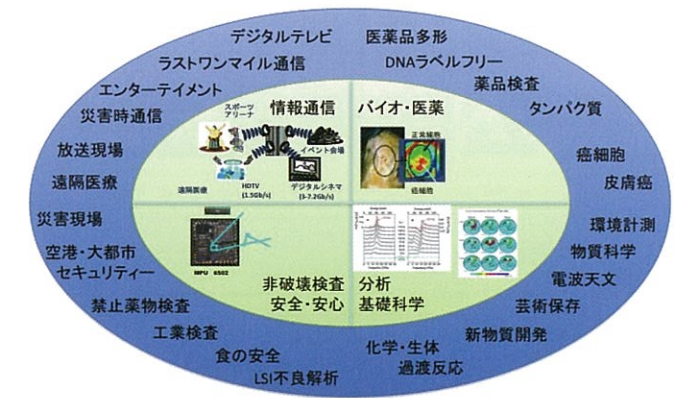 デジタルテレビ
医薬品多形
ラストワンマイル通信
DNAラベルフリー
エンターテイメント
薬品検査
災害時通信
タンパク質
放送現場
癌細胞
遠隔医療
皮膚癌
災害現場
環境計測
空港・大都市
セキュリティー
物質科学
電波天文
禁止薬物検査
芸術保存
工業検査
新物質開発
食の安全
化学・生体
過渡反応
LSI不良解析
情報通信
スポーツ
アリーナ
イベント会場
遠隔医療
HDTV
(1.5Gb/s)
デジタルシネマ
(3-7.2Gb/s)
バイオ・医薬
正常細胞
癌細胞
MPU 6502
非破壊検査
安全・安心
分析
基礎科学